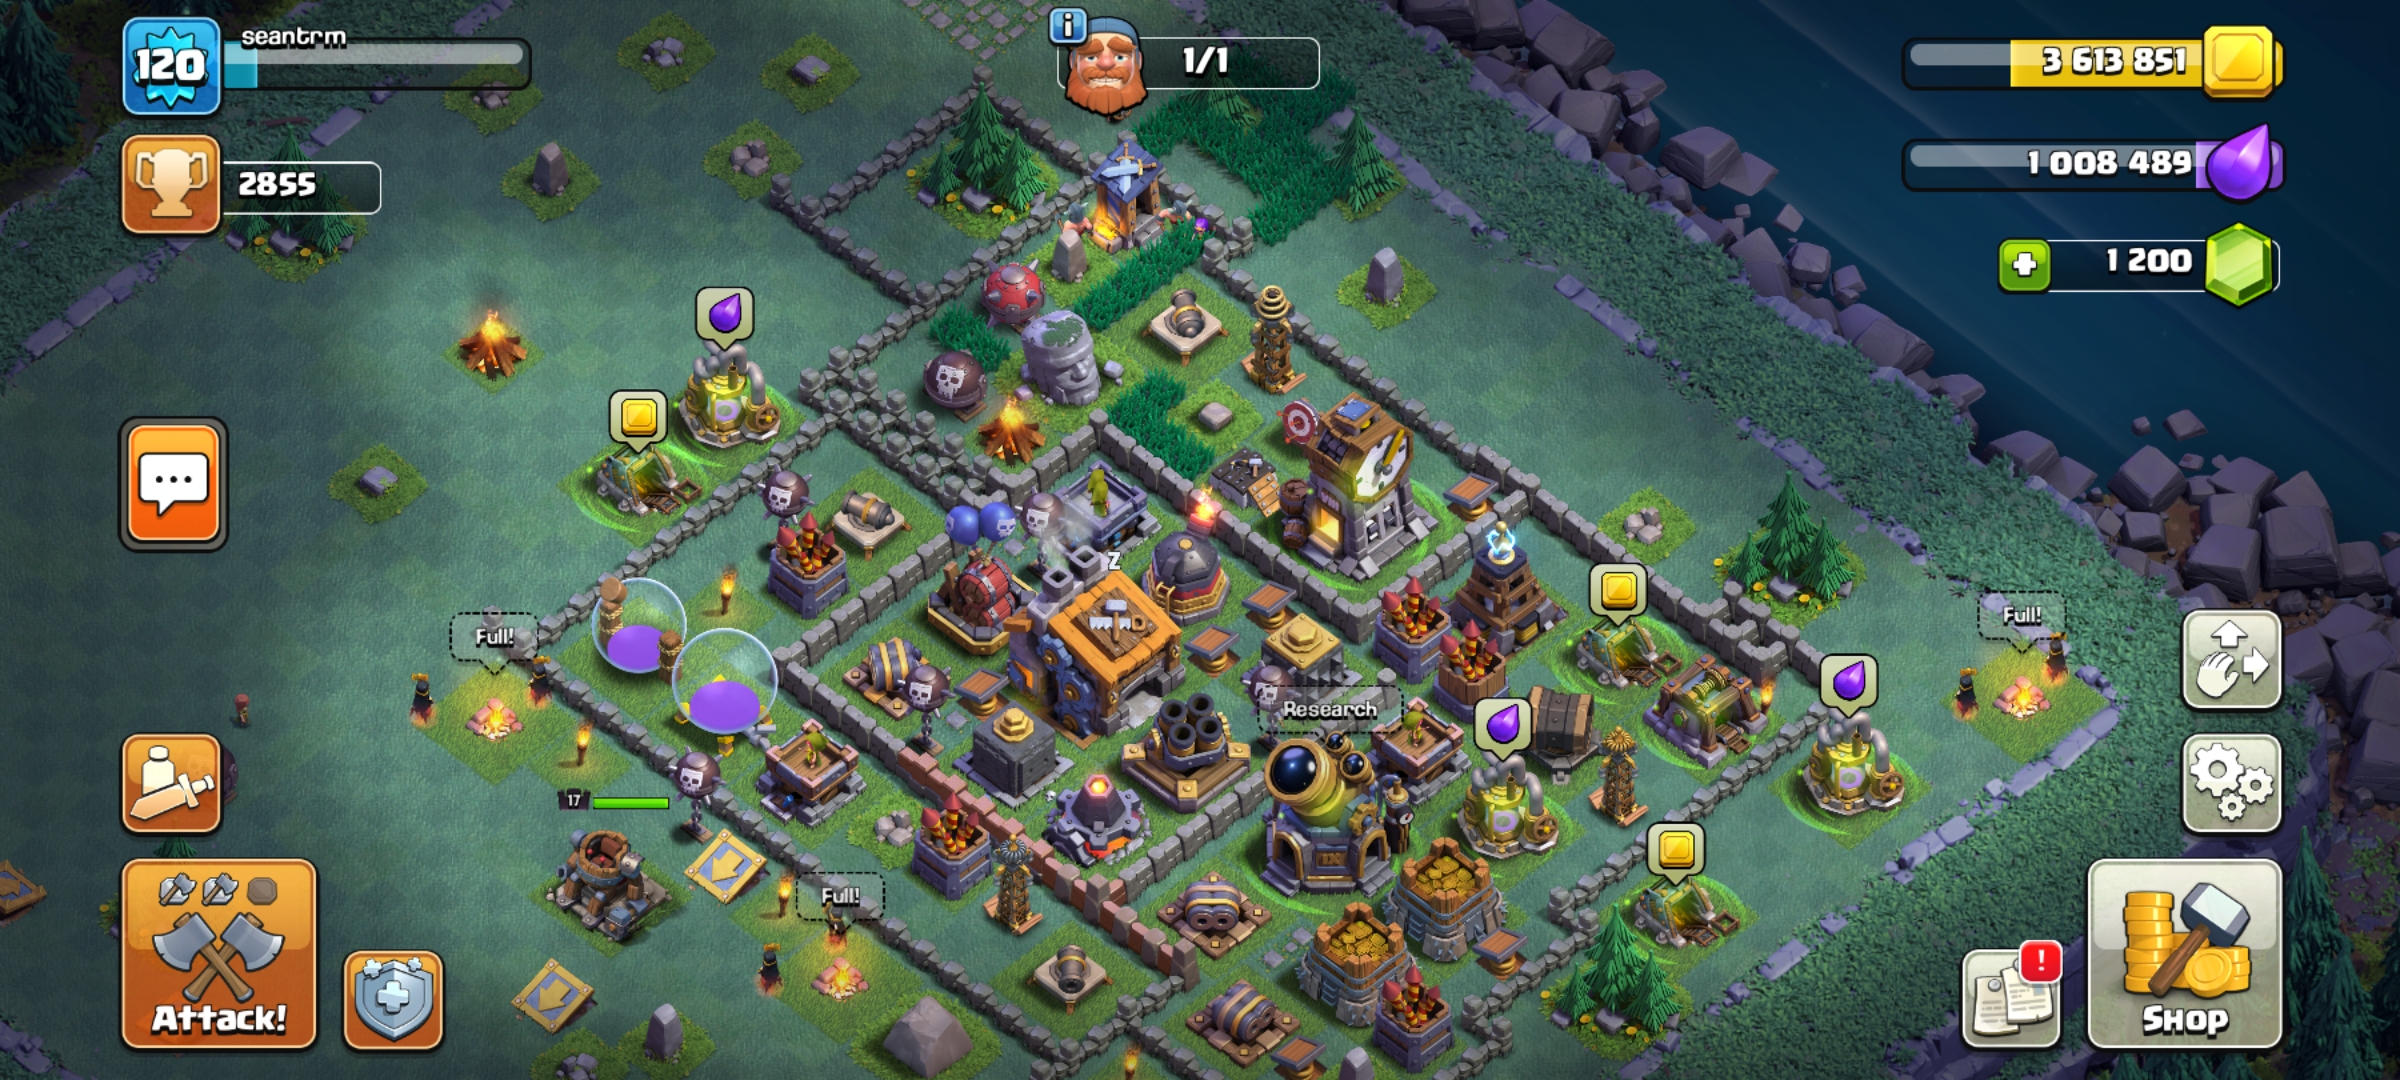 120
seantrm
i
1/1
3 613 851
2855
1 008 489
1 200
Z
Full!
Full!
Research
17
Full!
IX
!
Attack!
Shop